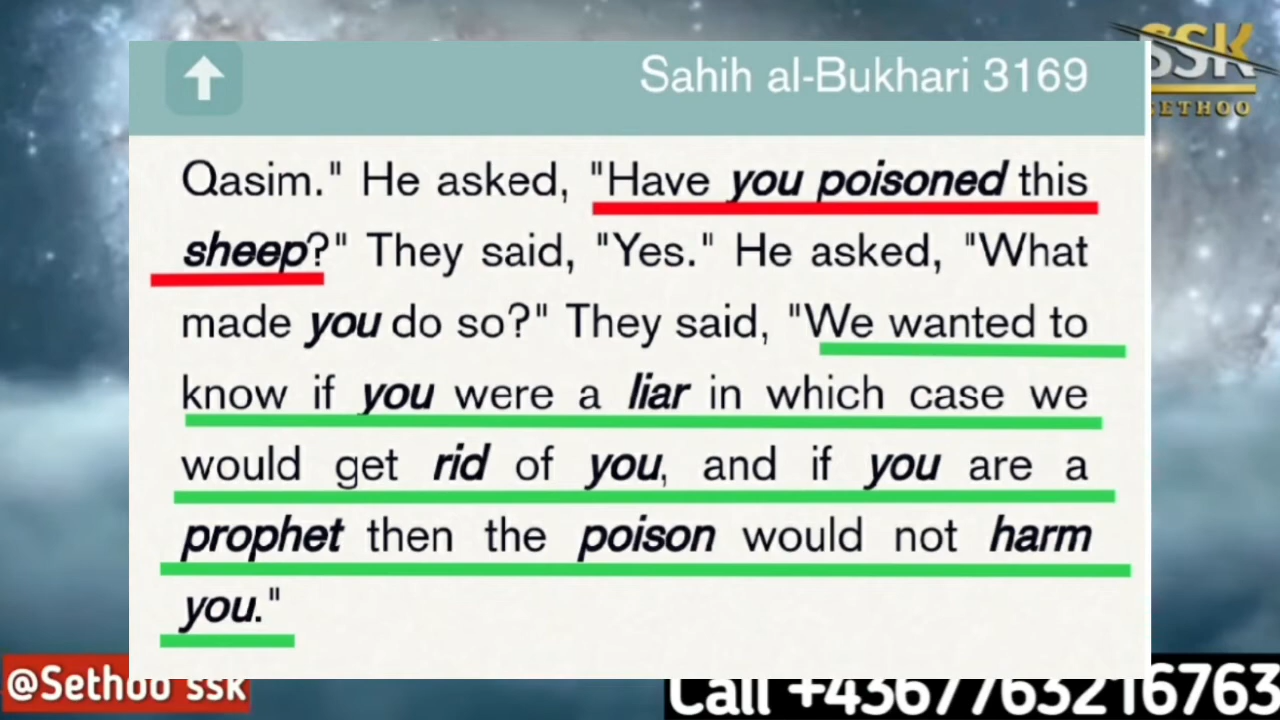 SSK
SETHOO
Sahih al-Bukhari 3169
Qasim." He asked, "Have you poisoned this
sheep?" They said, "Yes." He asked, "What
made you do so?" They said, "We wanted to
know if you were a liar in which case we
would get rid of you, and if you are a
prophet then the poison would not harm
you."
@Sethoo ssk
Call +4367763216763